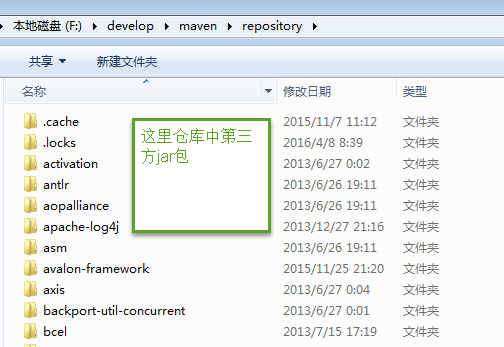 本地磁盘 (F:) ▸ develop ▸ maven ▸ repository ▸
共享 新建文件夹
名称 修改日期 类型
.cache 2015/11/7 11:12 文件夹
.locks 2016/4/8 8:39 文件夹
activation 2013/6/27 0:02 文件夹
antlr 2013/6/26 19:11 文件夹
aopalliance 2013/6/26 19:11 文件夹
apache-log4j 2013/12/27 21:16 文件夹
asm 2013/6/26 19:11 文件夹
avalon-framework 2015/11/25 21:20 文件夹
axis 2013/6/27 0:04 文件夹
backport-util-concurrent 2013/6/27 0:01 文件夹
bcel 2013/7/15 17:19 文件夹
这里仓库中第三
方jar包